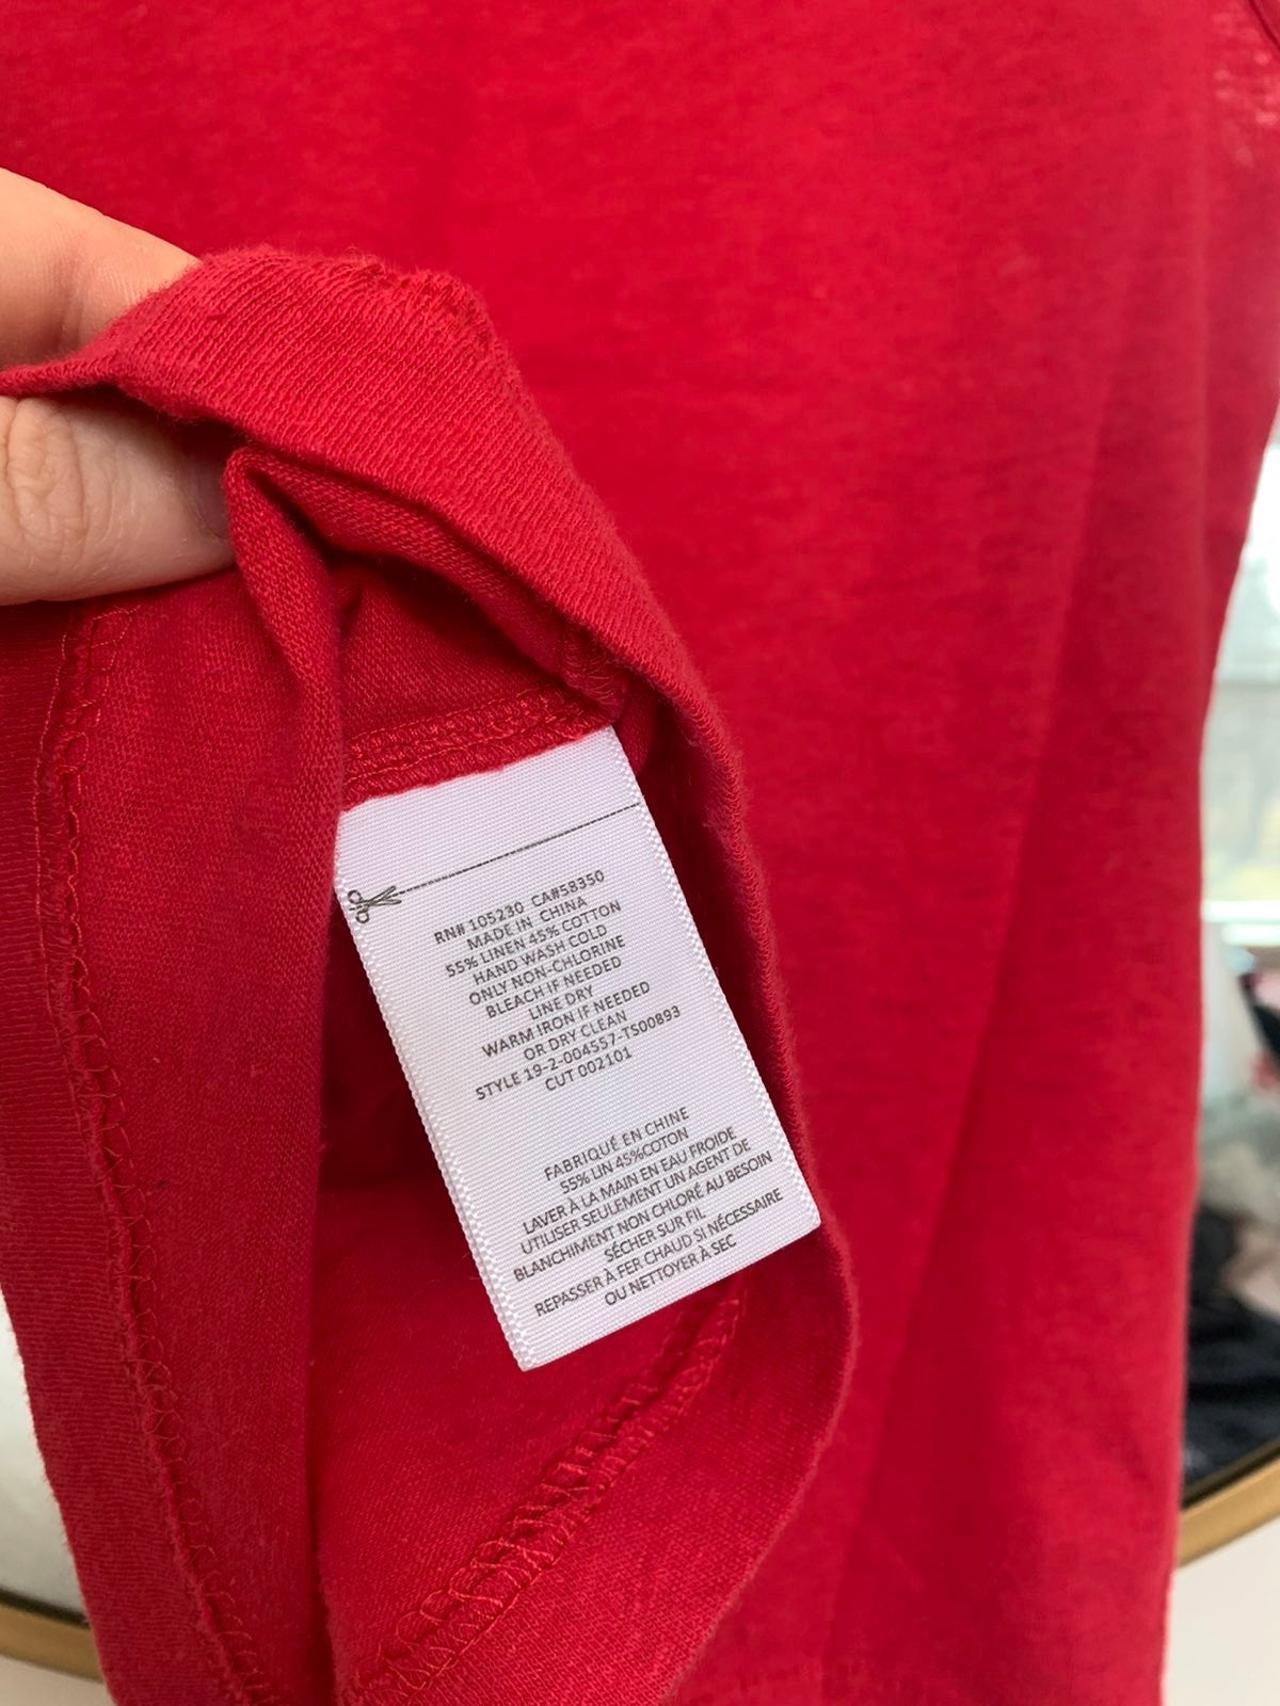 RN# 105230 CA#58350
MADE IN CHINA
55% LINEN 45% COTTON
HAND WASH COLD
ONLY NON-CHLORINE
BLEACH IF NEEDED
LINE DRY
WARM IRON IF NEEDED
OR DRY CLEAN
STYLE 19-2-004557-TS00893
CUT 002101
FABRIQUÉ EN CHINE
55% LIN 45%COTON
LAVER À LA MAIN EN EAU FROIDE
UTILISER SEULEMENT UN AGENT DE
BLANCHIMENT NON CHLORÉ AU BESOIN
SÉCHER SUR FIL
REPASSER À FER CHAUD SI NÉCESSAIRE
OU NETTOYER À SEC